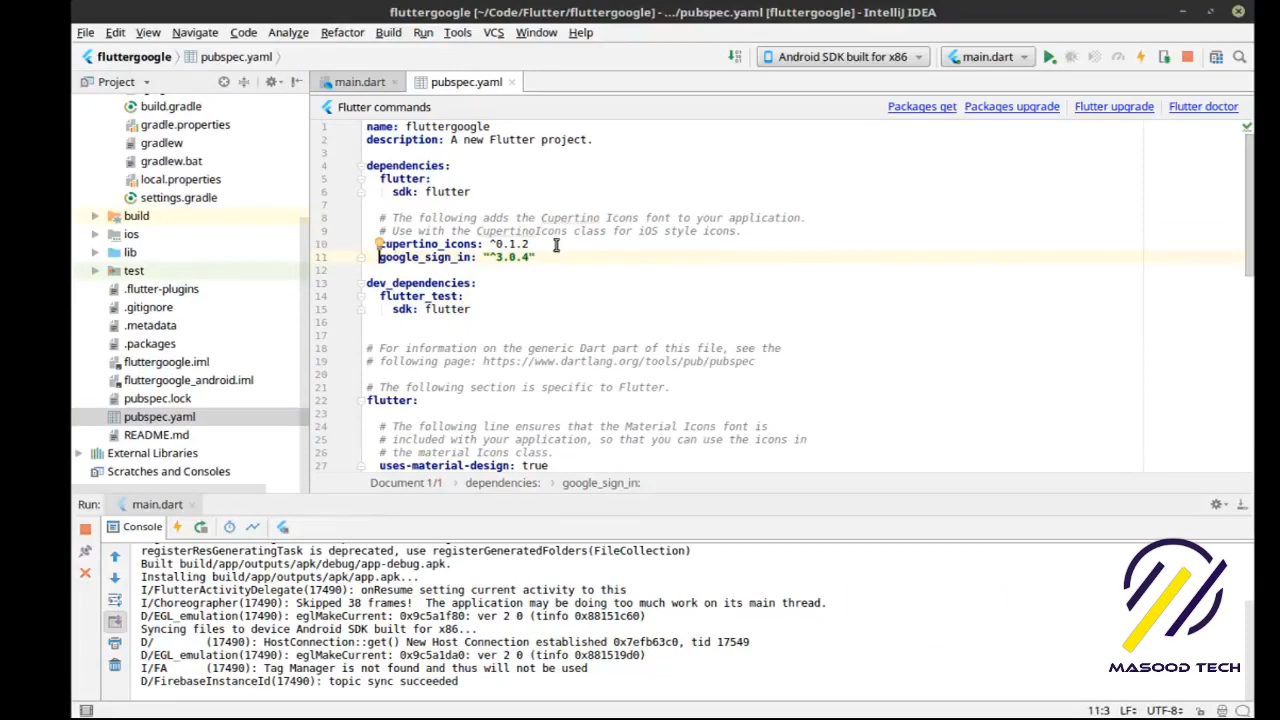 fluttergoogle [~/Code/Flutter/fluttergoogle] - .../pubspec.yaml [fluttergoogle] - IntelliJ IDEA
File Edit View Navigate Code Analyze Refactor Build Run Tools VCS Window Help
fluttergoogle pubspec.yaml Android SDK built for x86 main.dart
Project main.dart pubspec.yaml
Flutter commands Packages get Packages upgrade Flutter upgrade Flutter doctor
build.gradle
gradle.properties
gradlew
gradlew.bat
local.properties
settings.gradle
build
ios
lib
test
.flutter-plugins
.gitignore
.metadata
.packages
fluttergoogle.iml
fluttergoogle_android.iml
pubspec.lock
pubspec.yaml
README.md
External Libraries
Scratches and Consoles
1 name: fluttergoogle
2 description: A new Flutter project.
3
4 dependencies:
5 flutter:
6 sdk: flutter
7
8 # The following adds the Cupertino Icons font to your application.
9 # Use with the CupertinoIcons class for iOS style icons.
10 cupertino_icons: ^0.1.2
11 google_sign_in: "^3.0.4"
12
13 dev_dependencies:
14 flutter_test:
15 sdk: flutter
16
17
18 # For information on the generic Dart part of this file, see the
19 # following page: https://www.dartlang.org/tools/pub/pubspec
20
21 # The following section is specific to Flutter.
22 flutter:
23
24 # The following line ensures that the Material Icons font is
25 # included with your application, so that you can use the icons in
26 # the material Icons class.
27 uses-material-design: true
Document 1/1 dependencies: google_sign_in:
Run: main.dart
Console
registerResGeneratingTask is deprecated, use registerGeneratedFolders(FileCollection)
Built build/app/outputs/apk/debug/app-debug.apk.
Installing build/app/outputs/apk/app.apk...
I/FlutterActivityDelegate(17490): onResume setting current activity to this
I/Choreographer(17490): Skipped 38 frames! The application may be doing too much work on its main thread.
D/EGL_emulation(17490): eglMakeCurrent: 0x9c5a1f80: ver 2 0 (tinfo 0x88151c60)
Syncing files to device Android SDK built for x86...
D/ (17490): HostConnection::get() New Host Connection established 0x7efb63c0, tid 17549
D/EGL_emulation(17490): eglMakeCurrent: 0x9c5a1da0: ver 2 0 (tinfo 0x881519d0)
I/FA (17490): Tag Manager is not found and thus will not be used
D/FirebaseInstanceId(17490): topic sync succeeded
MASOOD TECH
11:3 LF÷ UTF-8÷